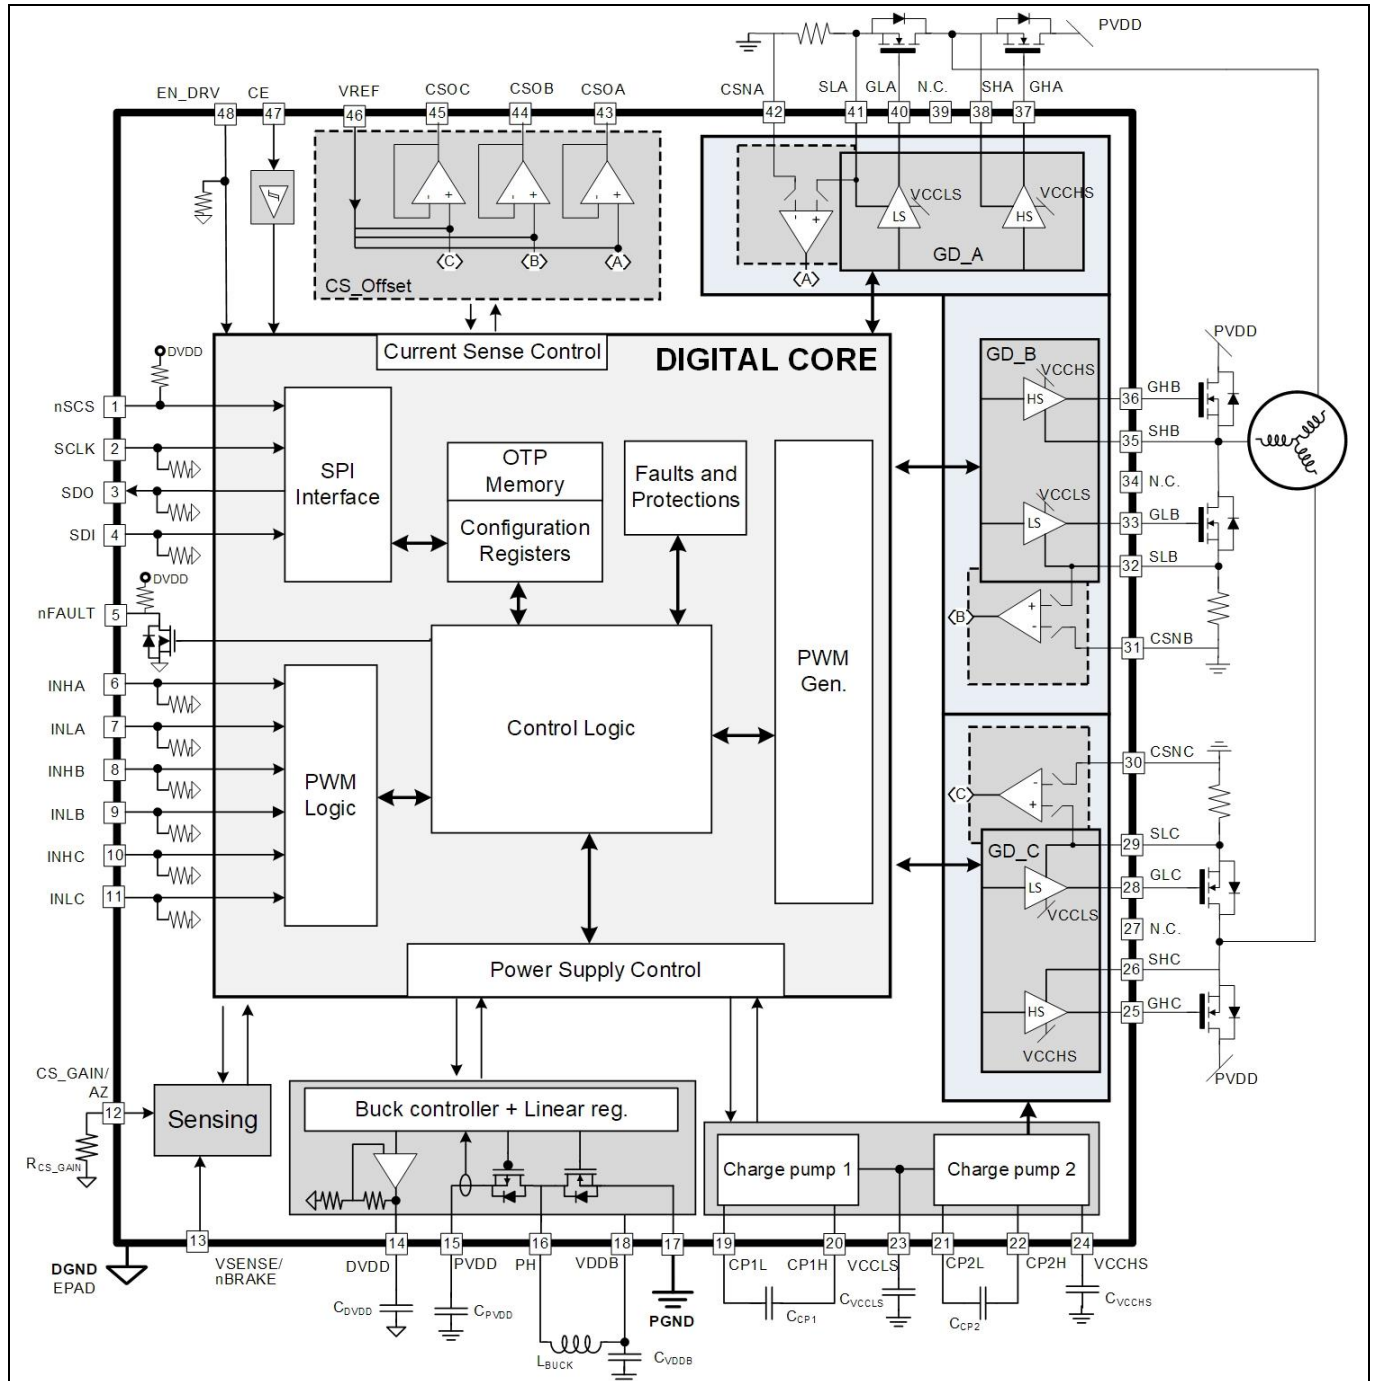 PVDD
EN_DRV CE VREF CSOC CSOB CSOA CSNA SLA GLA N.C. SHA GHA
48 47 46 45 44 43 42 41 40 39 38 37
- + - + - +
C B A
CS_Offset
- +
A
LS
VCCLS
HS
VCCHS
GD_A
Current Sense Control
DIGITAL CORE
DVDD
nSCS 1
SCLK 2
SDO 3
SDI 4
SPI
Interface
OTP
Memory
Configuration
Registers
Faults and
Protections
DVDD
nFAULT 5
INHA 6
INLA 7
INHB 8
INLB 9
INHC 10
INLC 11
PWM
Logic
Control Logic
PWM
Gen.
Power Supply Control
PVDD
GD_B
VCCHS
HS
36 GHB
35 SHB
34 N.C.
VCCLS
LS
33 GLB
32 SLB
+
-
B
31 CSNB
30 CSNC
-
+
C
29 SLC
GD_C
LS
28 GLC
VCCLS
27 N.C.
26 SHC
HS
25 GHC
VCCHS
PVDD
CS_GAIN/
AZ
12
RCS_GAIN
Sensing
Buck controller + Linear reg.
Charge pump 1
Charge pump 2
13 14 15 16 18 17 19 20 23 21 22 24
DGND
EPAD
VSENSE/
nBRAKE
DVDD PVDD PH VDDB
CP1L CP1H VCCLS CP2L CP2H VCCHS
CDVDD
CPVDD
LBUCK
CVDDB
PGND
CCP1
CVCCLS
CCP2
CVCCHS